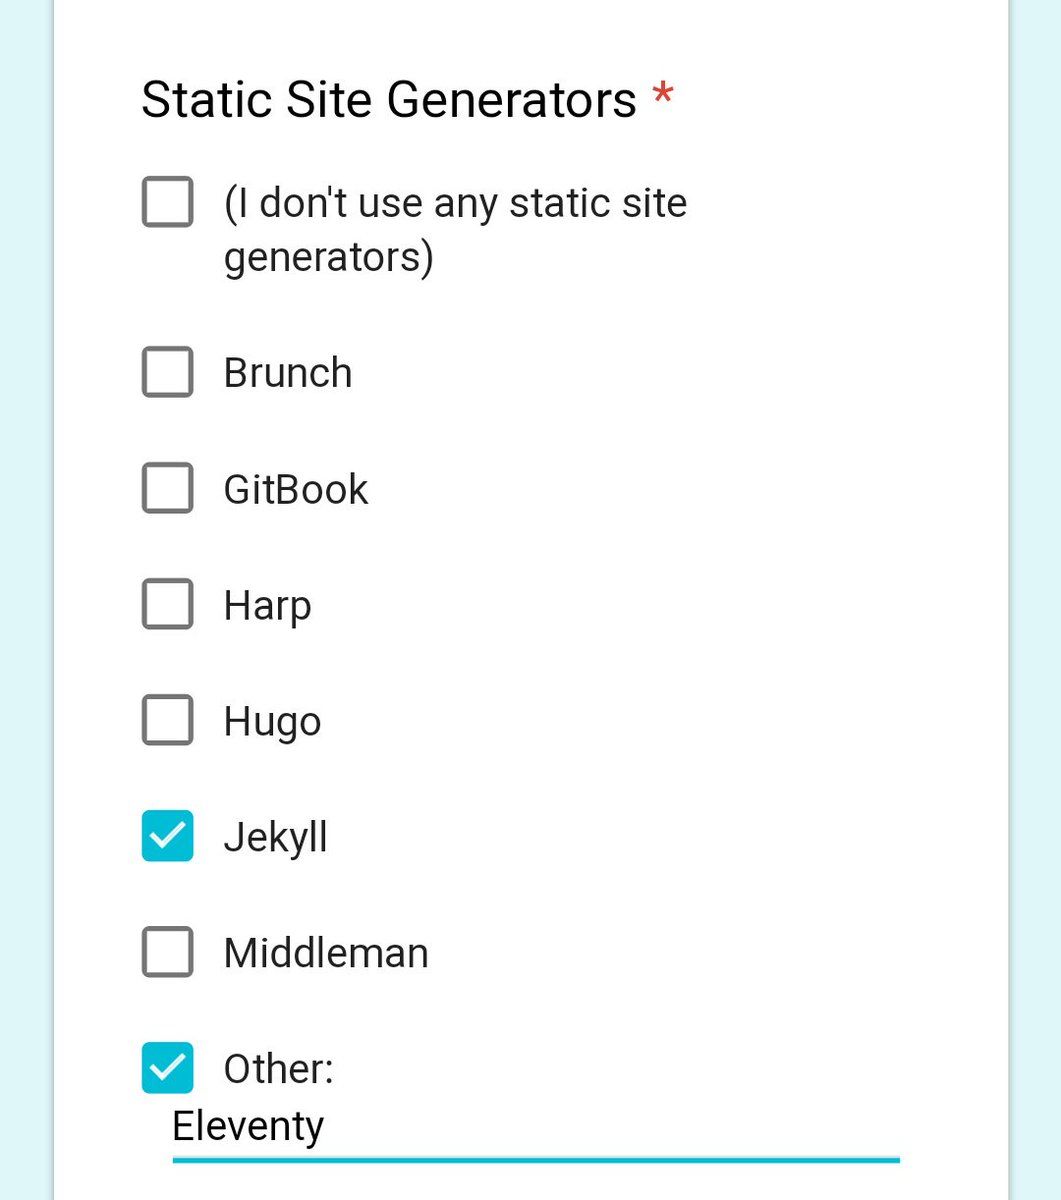 Static Site Generators *
(I don't use any static site
generators)
Brunch
GitBook
Harp
Hugo
Jekyll
Middleman
Other:
Eleventy